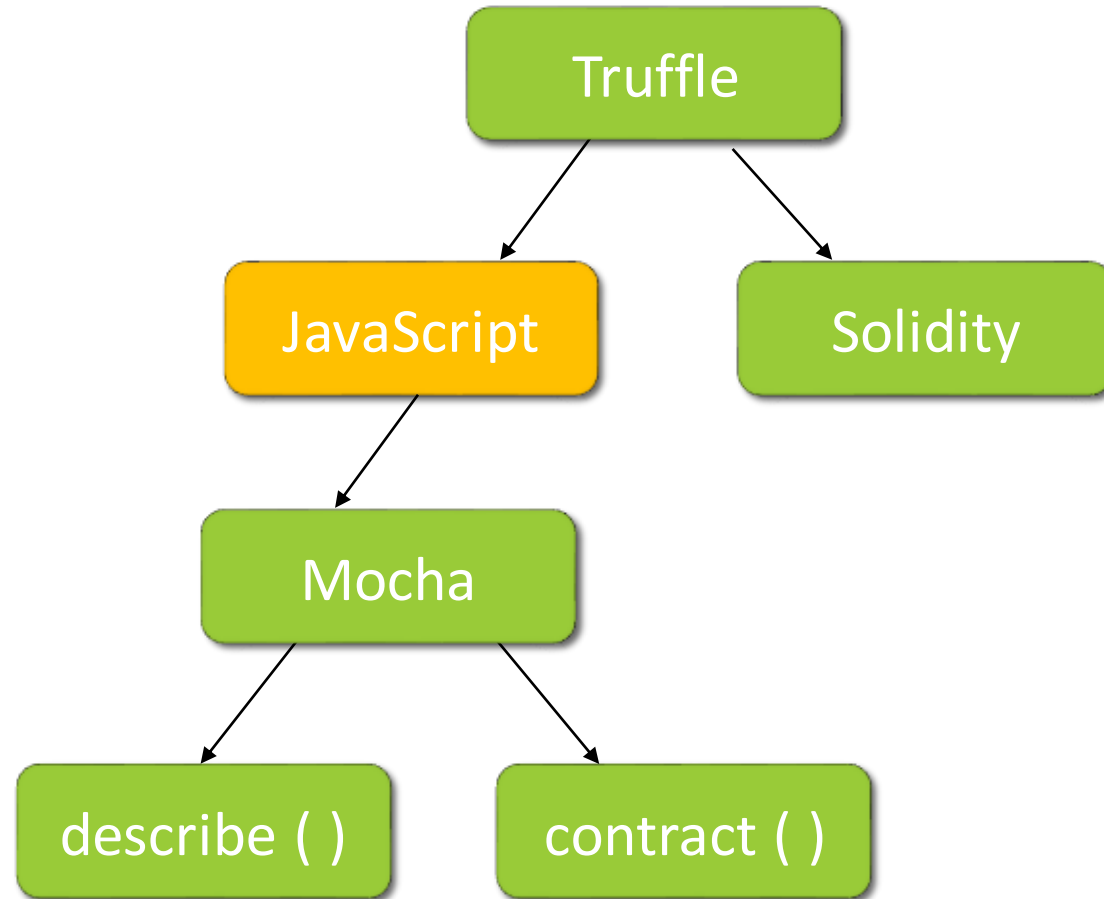 Truffle
JavaScript
Solidity
Mocha
describe ( )
contract ( )